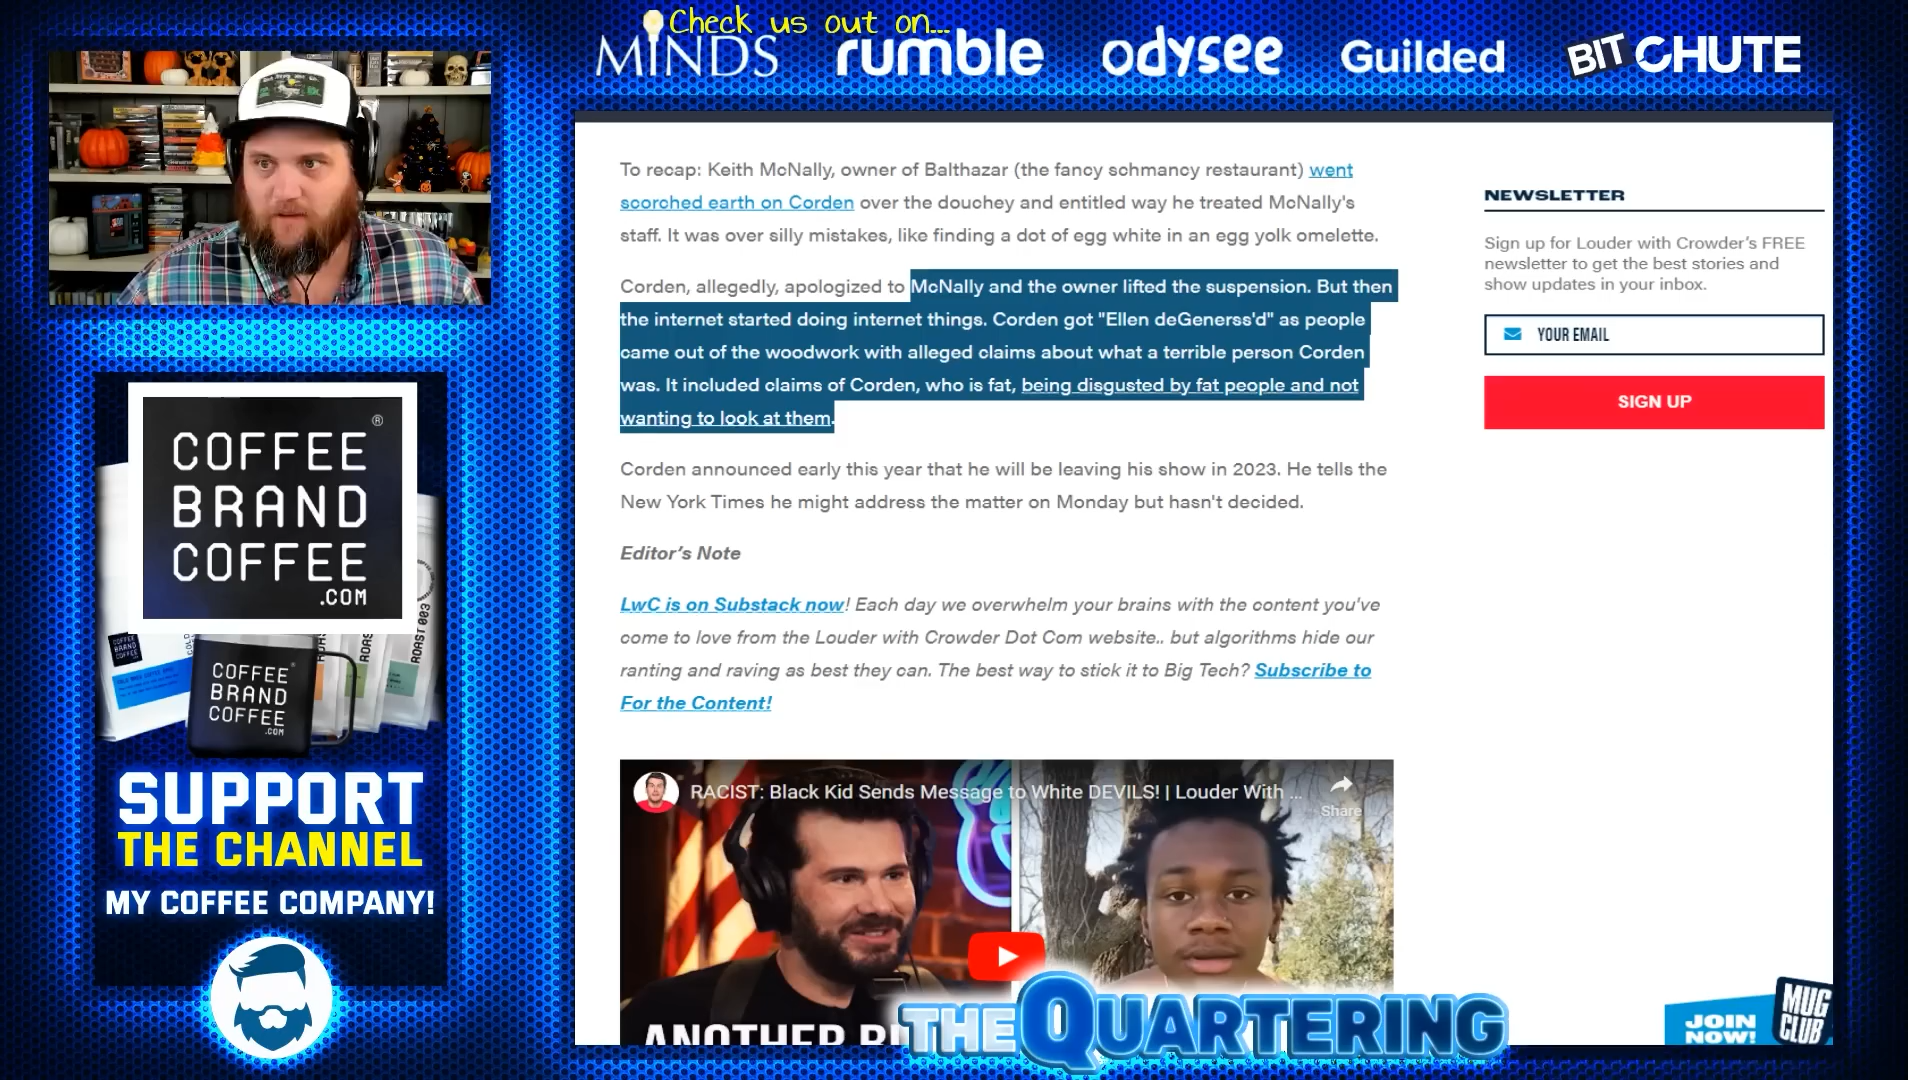 Check us out on...
MINDS
rumble
odysee
Guilded
BITCHUTE
To recap: Keith McNally, owner of Balthazar (the fancy schmancy restaurant) went
scorched earth on Corden over the douchey and entitled way he treated McNally's
staff. It was over silly mistakes, like finding a dot of egg white in an egg yolk omelette.
Corden, allegedly, apologized to McNally and the owner lifted the suspension. But then
the internet started doing internet things. Corden got "Ellen deGenerss'd" as people
came out of the woodwork with alleged claims about what a terrible person Corden
was. It included claims of Corden, who is fat, being disgusted by fat people and not
wanting to look at them.
Corden announced early this year that he will be leaving his show in 2023. He tells the
New York Times he might address the matter on Monday but hasn't decided.
Editor's Note
LwC is on Substack now! Each day we overwhelm your brains with the content you've
come to love from the Louder with Crowder Dot Com website.. but algorithms hide our
ranting and raving as best they can. The best way to stick it to Big Tech? Subscribe to
For the Content!
NEWSLETTER
Sign up for Louder with Crowder's FREE
newsletter to get the best stories and
show updates in your inbox.
YOUR EMAIL
SIGN UP
RACIST: Black Kid Sends Message to White DEVILS! | Louder With ...
Share
ANOTHER
THE QUARTERING
JOIN
NOW!
MUG
CLUB
COFFEE
BRAND
COFFEE
.COM
®
COFFEE
BRAND
COFFEE
ROAST 003
COFFEE
BRAND
COFFEE
.COM
SUPPORT
THE CHANNEL
MY COFFEE COMPANY!